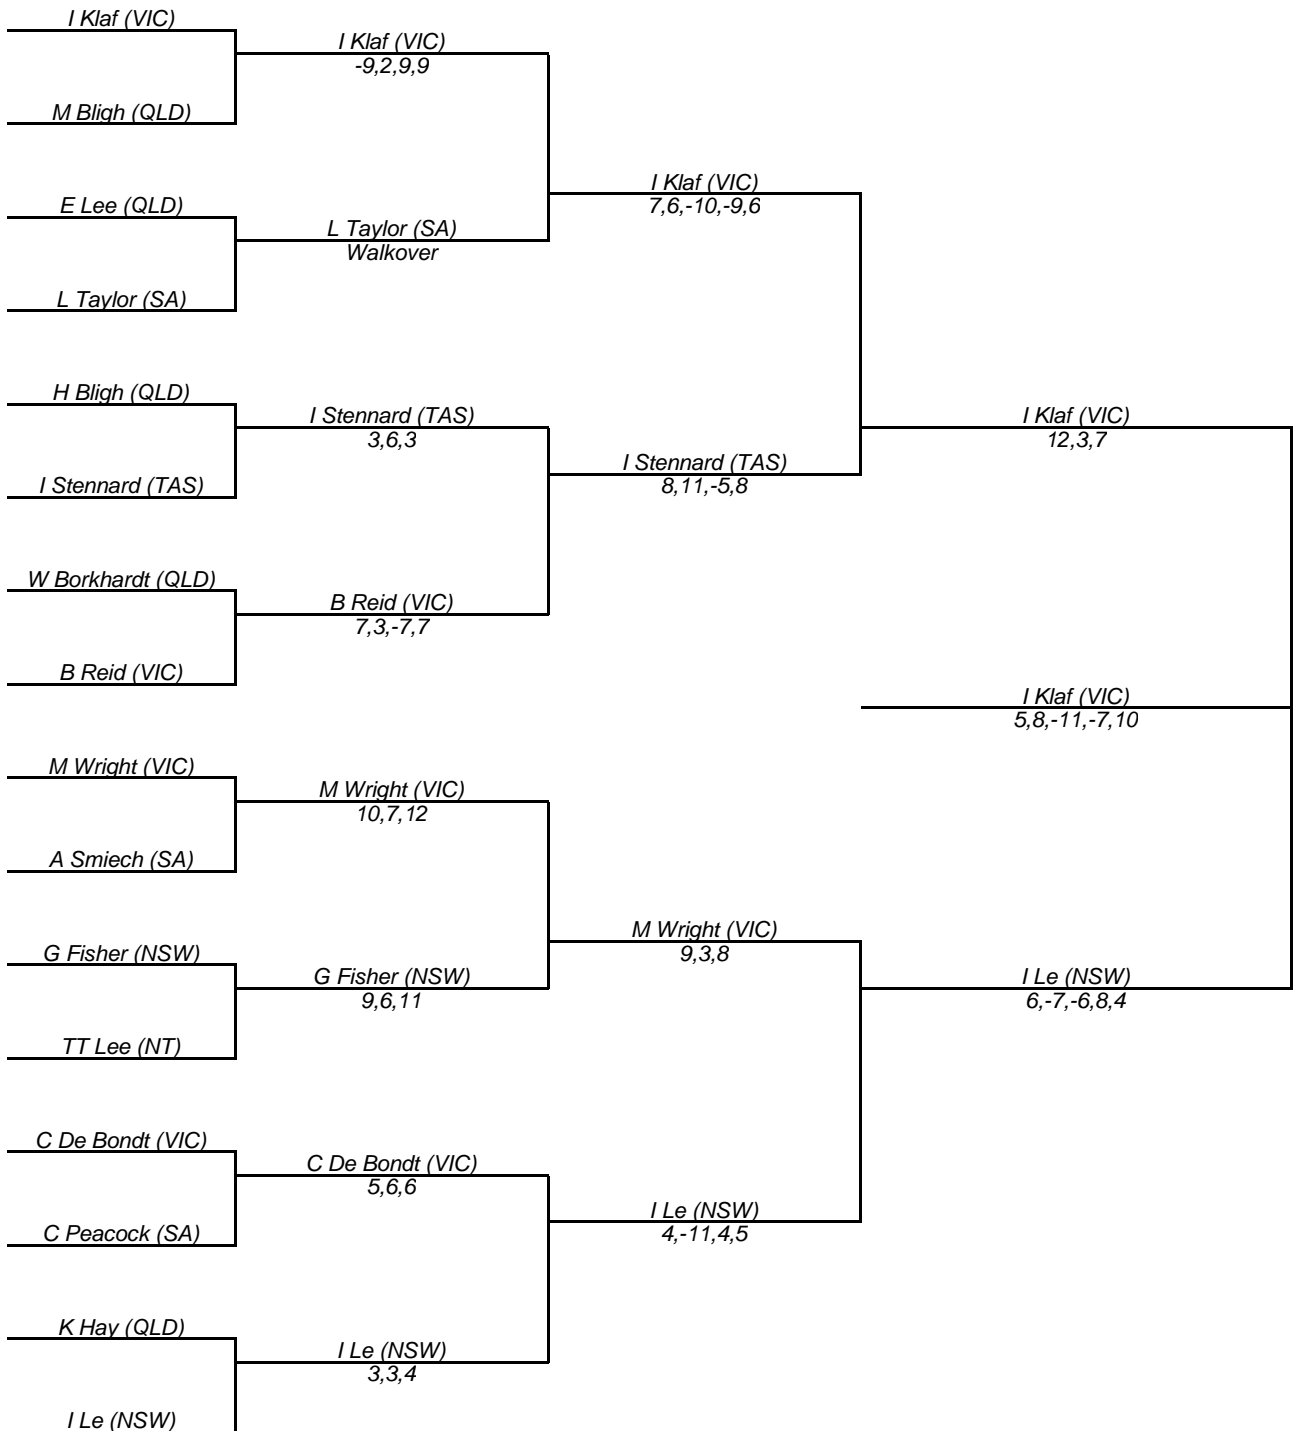 I Klaf (VIC)
I Klaf (VIC)
-9,2,9,9
M Bligh (QLD)
I Klaf (VIC)
7,6,-10,-9,6
E Lee (QLD)
L Taylor (SA)
Walkover
L Taylor (SA)
H Bligh (QLD)
I Stennard (TAS)
3,6,3
I Klaf (VIC)
12,3,7
I Stennard (TAS)
8,11,-5,8
I Stennard (TAS)
W Borkhardt (QLD)
B Reid (VIC)
7,3,-7,7
B Reid (VIC)
I Klaf (VIC)
5,8,-11,-7,10
M Wright (VIC)
M Wright (VIC)
10,7,12
A Smiech (SA)
M Wright (VIC)
9,3,8
G Fisher (NSW)
G Fisher (NSW)
9,6,11
I Le (NSW)
6,-7,-6,8,4
TT Lee (NT)
C De Bondt (VIC)
C De Bondt (VIC)
5,6,6
I Le (NSW)
4,-11,4,5
C Peacock (SA)
K Hay (QLD)
I Le (NSW)
3,3,4
I Le (NSW)